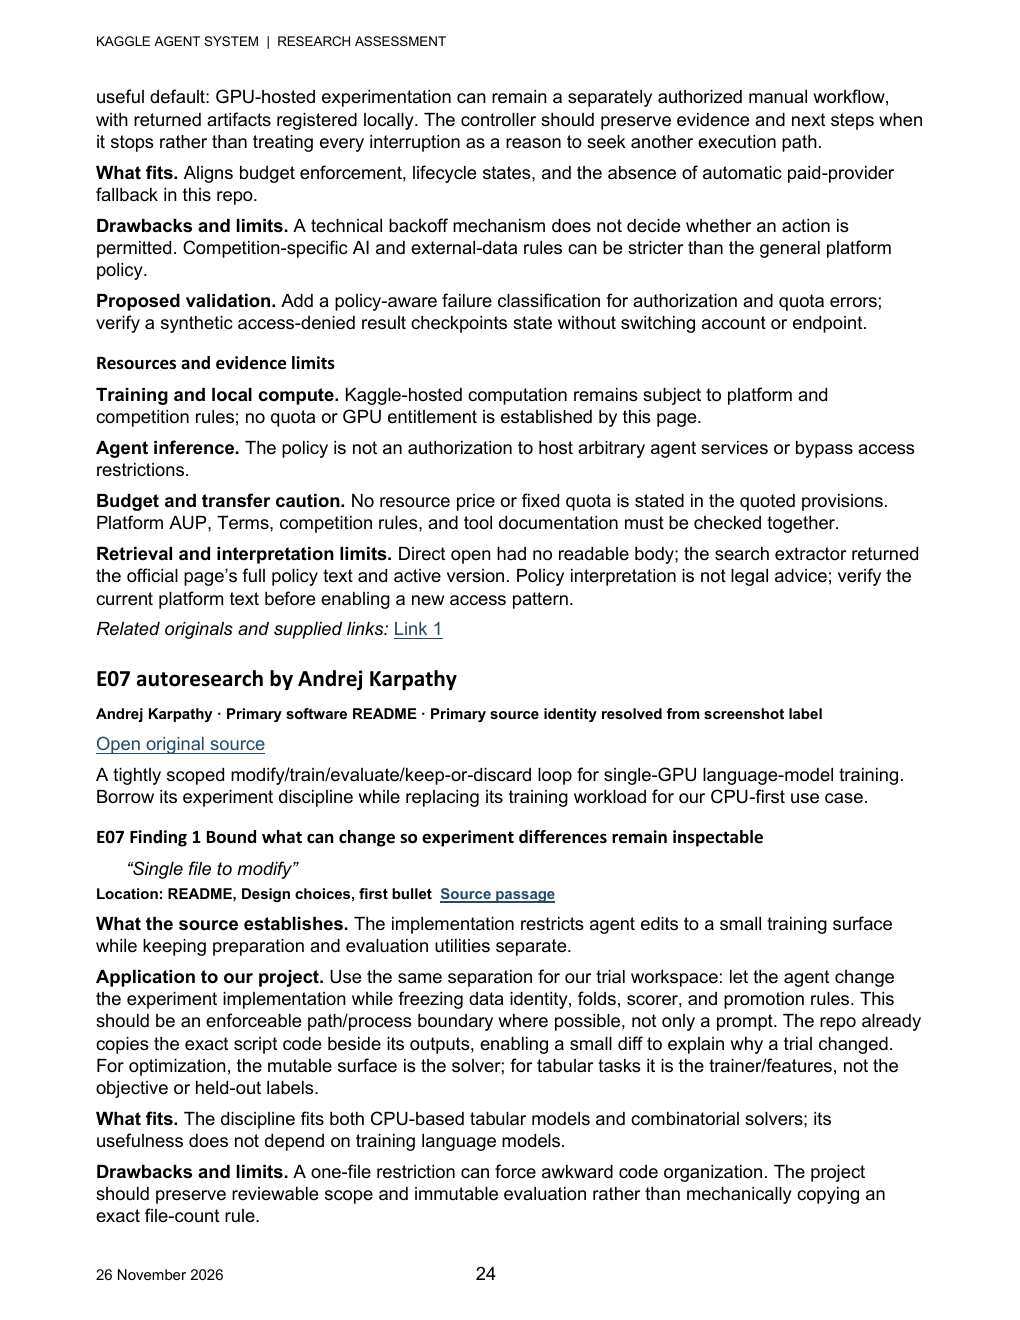 KAGGLE AGENT SYSTEM | RESEARCH ASSESSMENT
useful default: GPU-hosted experimentation can remain a separately authorized manual workflow,
with returned artifacts registered locally. The controller should preserve evidence and next steps when
it stops rather than treating every interruption as a reason to seek another execution path.
What fits. Aligns budget enforcement, lifecycle states, and the absence of automatic paid-provider
fallback in this repo.
Drawbacks and limits. A technical backoff mechanism does not decide whether an action is
permitted. Competition-specific AI and external-data rules can be stricter than the general platform
policy.
Proposed validation. Add a policy-aware failure classification for authorization and quota errors;
verify a synthetic access-denied result checkpoints state without switching account or endpoint.
Resources and evidence limits
Training and local compute. Kaggle-hosted computation remains subject to platform and
competition rules; no quota or GPU entitlement is established by this page.
Agent inference. The policy is not an authorization to host arbitrary agent services or bypass access
restrictions.
Budget and transfer caution. No resource price or fixed quota is stated in the quoted provisions.
Platform AUP, Terms, competition rules, and tool documentation must be checked together.
Retrieval and interpretation limits. Direct open had no readable body; the search extractor returned
the official page’s full policy text and active version. Policy interpretation is not legal advice; verify the
current platform text before enabling a new access pattern.
Related originals and supplied links: Link 1
E07 autoresearch by Andrej Karpathy
Andrej Karpathy · Primary software README · Primary source identity resolved from screenshot label
Open original source
A tightly scoped modify/train/evaluate/keep-or-discard loop for single-GPU language-model training.
Borrow its experiment discipline while replacing its training workload for our CPU-first use case.
E07 Finding 1 Bound what can change so experiment differences remain inspectable
“Single file to modify”
Location: README, Design choices, first bullet Source passage
What the source establishes. The implementation restricts agent edits to a small training surface
while keeping preparation and evaluation utilities separate.
Application to our project. Use the same separation for our trial workspace: let the agent change
the experiment implementation while freezing data identity, folds, scorer, and promotion rules. This
should be an enforceable path/process boundary where possible, not only a prompt. The repo already
copies the exact script code beside its outputs, enabling a small diff to explain why a trial changed.
For optimization, the mutable surface is the solver; for tabular tasks it is the trainer/features, not the
objective or held-out labels.
What fits. The discipline fits both CPU-based tabular models and combinatorial solvers; its
usefulness does not depend on training language models.
Drawbacks and limits. A one-file restriction can force awkward code organization. The project
should preserve reviewable scope and immutable evaluation rather than mechanically copying an
exact file-count rule.
26 November 2026 24